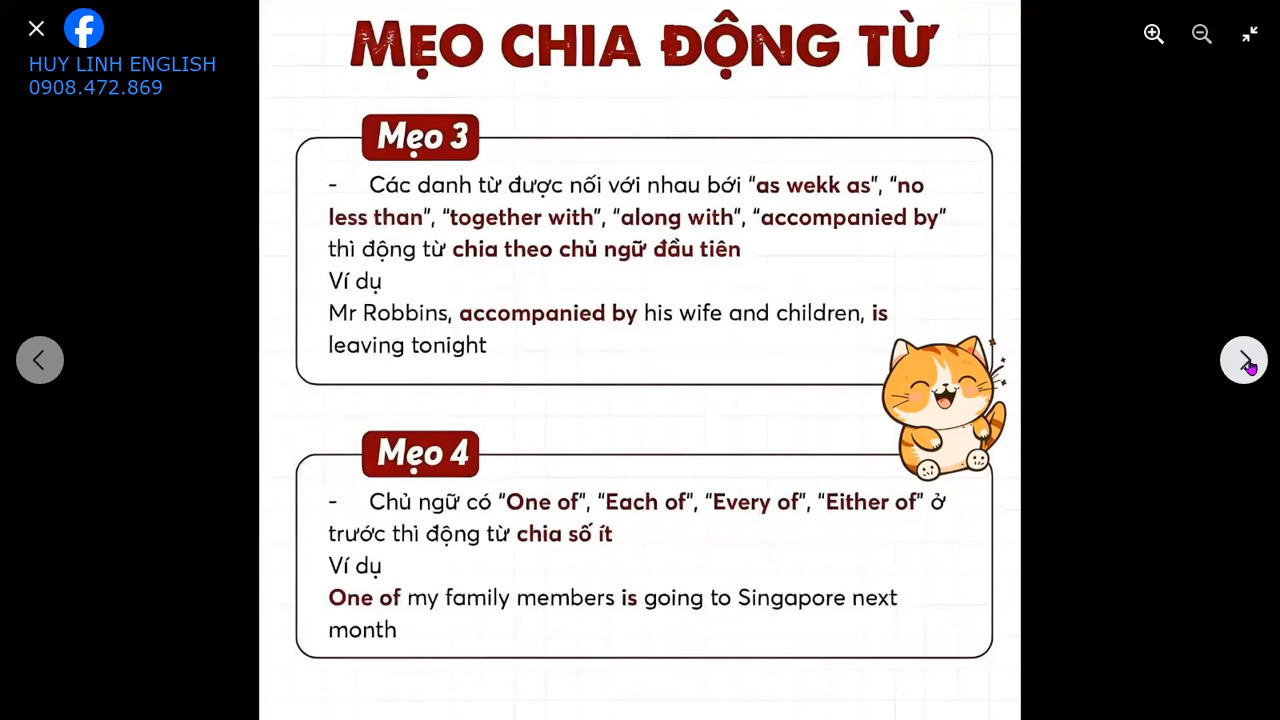 HUY LINH ENGLISH
0908.472.869
MẸO CHIA ĐỘNG TỪ
Mẹo 3
- Các danh từ được nối với nhau bởi “as wekk as”, “no
less than”, “together with”, “along with”, “accompanied by”
thì động từ chia theo chủ ngữ đầu tiên
Ví dụ
Mr Robbins, accompanied by his wife and children, is
leaving tonight
Mẹo 4
- Chủ ngữ có “One of”, “Each of”, “Every of”, “Either of” ở
trước thì động từ chia số ít
Ví dụ
One of my family members is going to Singapore next
month